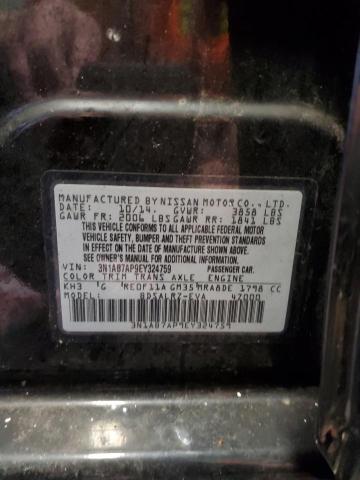 MANUFACTURED BY NISSAN MOTOR CO., LTD.
DATE: 10/14. GVWR: 3858 LBS
GAWR FR: 2006 LBS GAWR RR: 1841 LBS
THIS VEHICLE CONFORMS TO ALL APPLICABLE FEDERAL MOTOR
VEHICLE SAFETY, BUMPER AND THEFT PREVENTION STANDARDS
IN EFFECT ON THE DATE OF MANUFACTURE SHOWN ABOVE.
SEE OWNER'S MANUAL FOR ADDITIONAL INFORMATION.
VIN: 3N1AB7AP9EY324759 PASSENGER CAR
COLOR TRIM TRANS AXLE ENGINE
KH3 G RE0F11A GM35 MRA8DE 1798 CC
MODEL: BDSALR7-EVA 47000
3N1AB7AP9EY324759